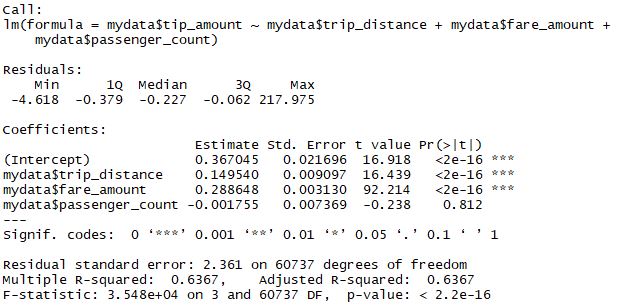 Call:
lm(formula = mydata$tip_amount ~ mydata$trip_distance + mydata$fare_amount +
    mydata$passenger_count)
Residuals:
    Min      1Q  Median      3Q     Max
 -4.618  -0.379  -0.227  -0.062 217.975
Coefficients:
                        Estimate Std. Error t value Pr(>|t|)
(Intercept)             0.367045   0.021696  16.918   <2e-16 ***
mydata$trip_distance    0.149540   0.009097  16.439   <2e-16 ***
mydata$fare_amount      0.288648   0.003130  92.214   <2e-16 ***
mydata$passenger_count -0.001755   0.007369  -0.238    0.812
---
Signif. codes:  0 ‘***’ 0.001 ‘**’ 0.01 ‘*’ 0.05 ‘.’ 0.1 ‘ ’ 1
Residual standard error: 2.361 on 60737 degrees of freedom
Multiple R-squared:  0.6367,    Adjusted R-squared:  0.6367
F-statistic: 3.548e+04 on 3 and 60737 DF,  p-value: < 2.2e-16